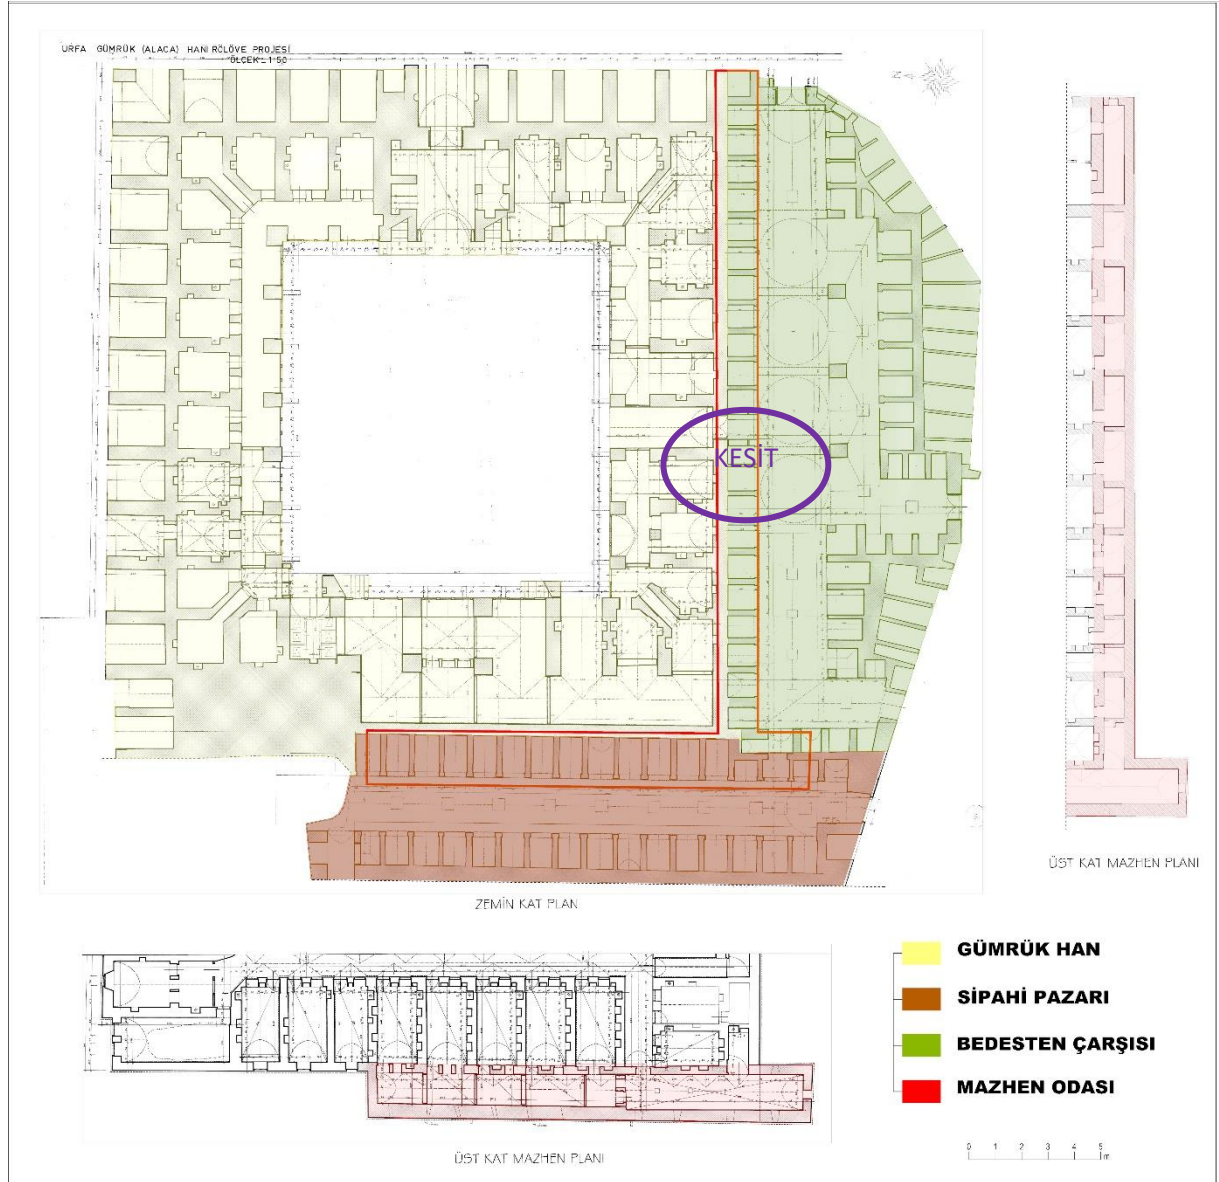 URFA GÜMRÜK (ALACA) HANI RÖLÖVE PROJESİ
ÖLÇEK: 1:50
N
KESİT
ÜST KAT MAZHEN PLANI
ZEMİN KAT PLAN
ÜST KAT MAZHEN PLANI
GÜMRÜK HAN
SİPAHİ PAZARI
BEDESTEN ÇARŞISI
MAZHEN ODASI
0 1 2 3 4 5
m